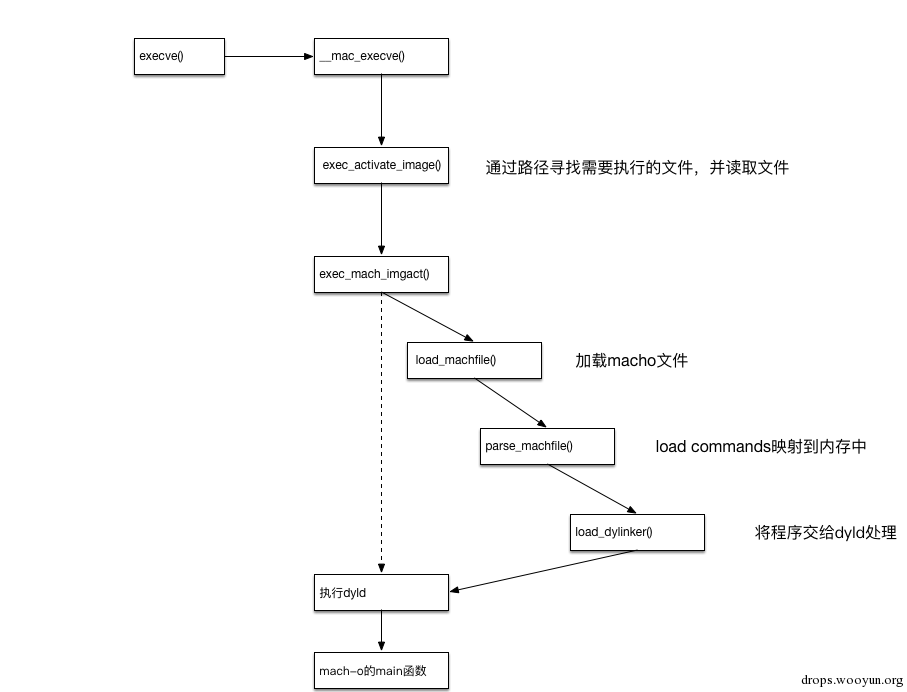 execve()
__mac_execve()
exec_activate_image()
通过路径寻找需要执行的文件，并读取文件
exec_mach_imgact()
load_machfile()
加载macho文件
parse_machfile()
load commands映射到内存中
load_dylinker()
将程序交给dyld处理
执行dyld
mach-o的main函数
drops.wooyun.org